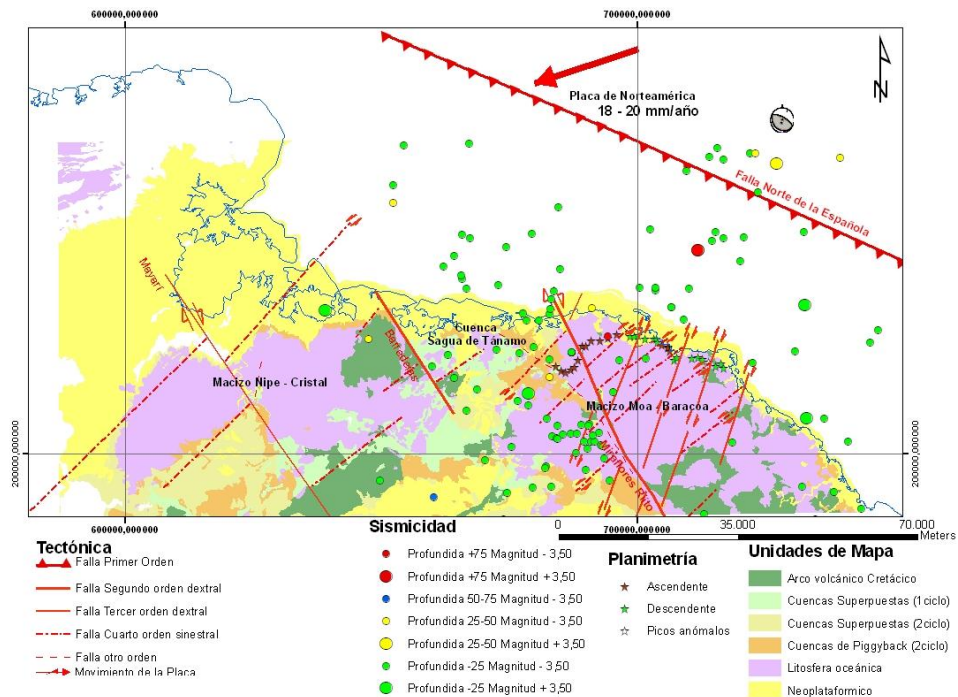 600000,000000
700000,000000
Placa de Norteamérica
18 - 20 mm/año
N
Falla Norte de la Española
Mayarí
Cuenca
Sagua de Tánamo
Macizo Nipe - Cristal
Macizo Moa - Baracoa
Miraflores Riito
200000,000000
200000,000000
600000,000000
700000,000000
0
35.000
70.000
Meters
Tectónica
Falla Primer Orden
Falla Segundo orden dextral
Falla Tercer orden dextral
Falla Cuarto orden sinestral
Falla otro orden
Movimiento de la Placa
Sismicidad
Profundida +75 Magnitud - 3,50
Profundida +75 Magnitud + 3,50
Profundida 50-75 Magnitud - 3,50
Profundida 25-50 Magnitud - 3,50
Profundida 25-50 Magnitud + 3,50
Profundida -25 Magnitud - 3,50
Profundida -25 Magnitud + 3,50
Planimetría
Ascendente
Descendente
Picos anómalos
Unidades de Mapa
Arco volcánico Cretácico
Cuencas Superpuestas (1ciclo)
Cuencas Superpuestas (2ciclo)
Cuencas de Piggyback (2ciclo)
Litosfera oceánica
Neoplataformico